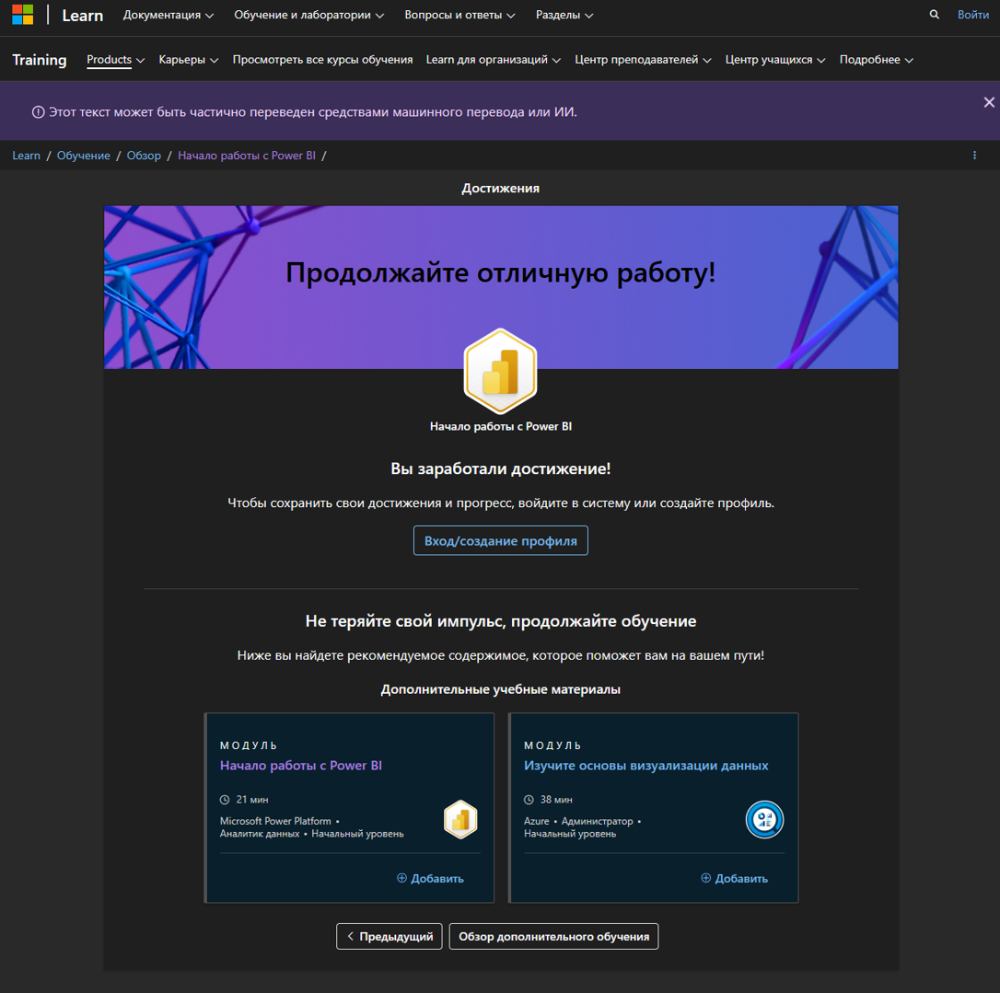 Learn Документация Обучение и лаборатории Вопросы и ответы Разделы Войти
Training Products Карьеры Просмотреть все курсы обучения Learn для организаций Центр преподавателей Центр учащихся Подробнее
Этот текст может быть частично переведен средствами машинного перевода или ИИ.
Learn / Обучение / Обзор / Начало работы с Power BI /
Достижения
Продолжайте отличную работу!
Начало работы с Power BI
Вы заработали достижение!
Чтобы сохранить свои достижения и прогресс, войдите в систему или создайте профиль.
Вход/создание профиля
Не теряйте свой импульс, продолжайте обучение
Ниже вы найдете рекомендуемое содержимое, которое поможет вам на вашем пути!
Дополнительные учебные материалы
МОДУЛЬ
Начало работы с Power BI
21 мин
Microsoft Power Platform •
Аналитик данных • Начальный уровень
Добавить
МОДУЛЬ
Изучите основы визуализации данных
38 мин
Azure • Администратор •
Начальный уровень
Добавить
Предыдущий Обзор дополнительного обучения